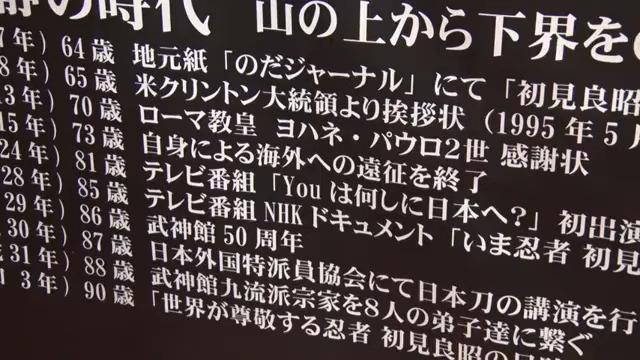 静の時代 山の上から下界を
7年) 64歳 地元紙「のだジャーナル」にて「初見良昭
8年) 65歳 米クリントン大統領より挨拶状 (1995年5月
13年) 70歳 ローマ教皇 ヨハネ・パウロ2世 感謝状
15年) 73歳 自身による海外への遠征を終了
24年) 81歳 テレビ番組「Youは何しに日本へ?」初出演
28年) 85歳 テレビ番組 NHKドキュメント「いま忍者 初見
29年) 86歳 武神館50周年
31年) 87歳 日本外国特派員協会にて日本刀の講演を行
88歳 武神館九流派宗家を8人の弟子達に繋ぐ
3年) 90歳 「世界が尊敬する忍者 初見良昭の